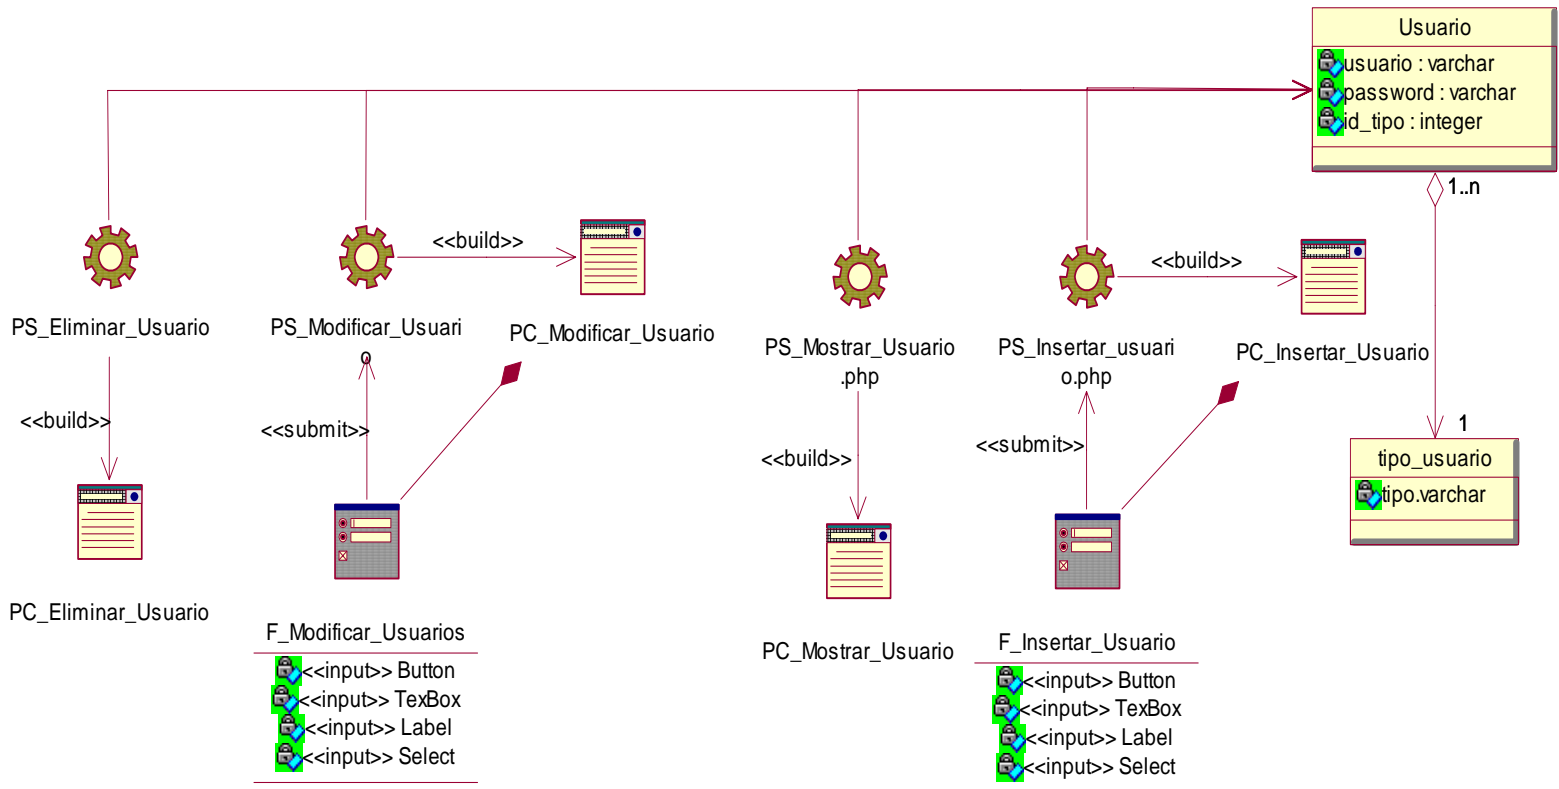 Usuario
usuario : varchar
password : varchar
id_tipo : integer
1..n
<<build>>
<<build>>
PS_Eliminar_Usuario
PS_Modificar_Usuari
o
PC_Modificar_Usuario
PS_Mostrar_Usuario
.php
PS_Insertar_usuari
o.php
PC_Insertar_Usuario
<<build>>
<<submit>>
<<build>>
<<submit>>
1
tipo_usuario
tipo.varchar
PC_Eliminar_Usuario
F_Modificar_Usuarios
<<input>> Button
<<input>> TexBox
<<input>> Label
<<input>> Select
PC_Mostrar_Usuario
F_Insertar_Usuario
<<input>> Button
<<input>> TexBox
<<input>> Label
<<input>> Select